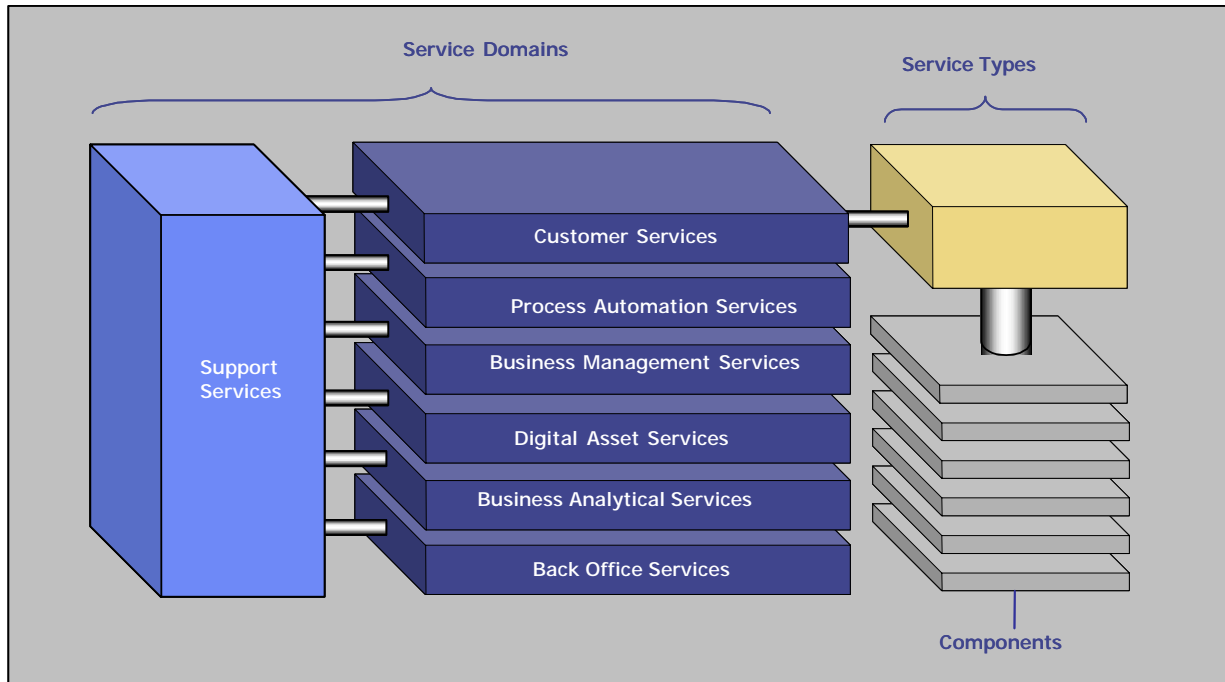 Service Domains
Service Types
Customer Services
Process Automation Services
Business Management Services
Support
Services
Digital Asset Services
Business Analytical Services
Back Office Services
Components